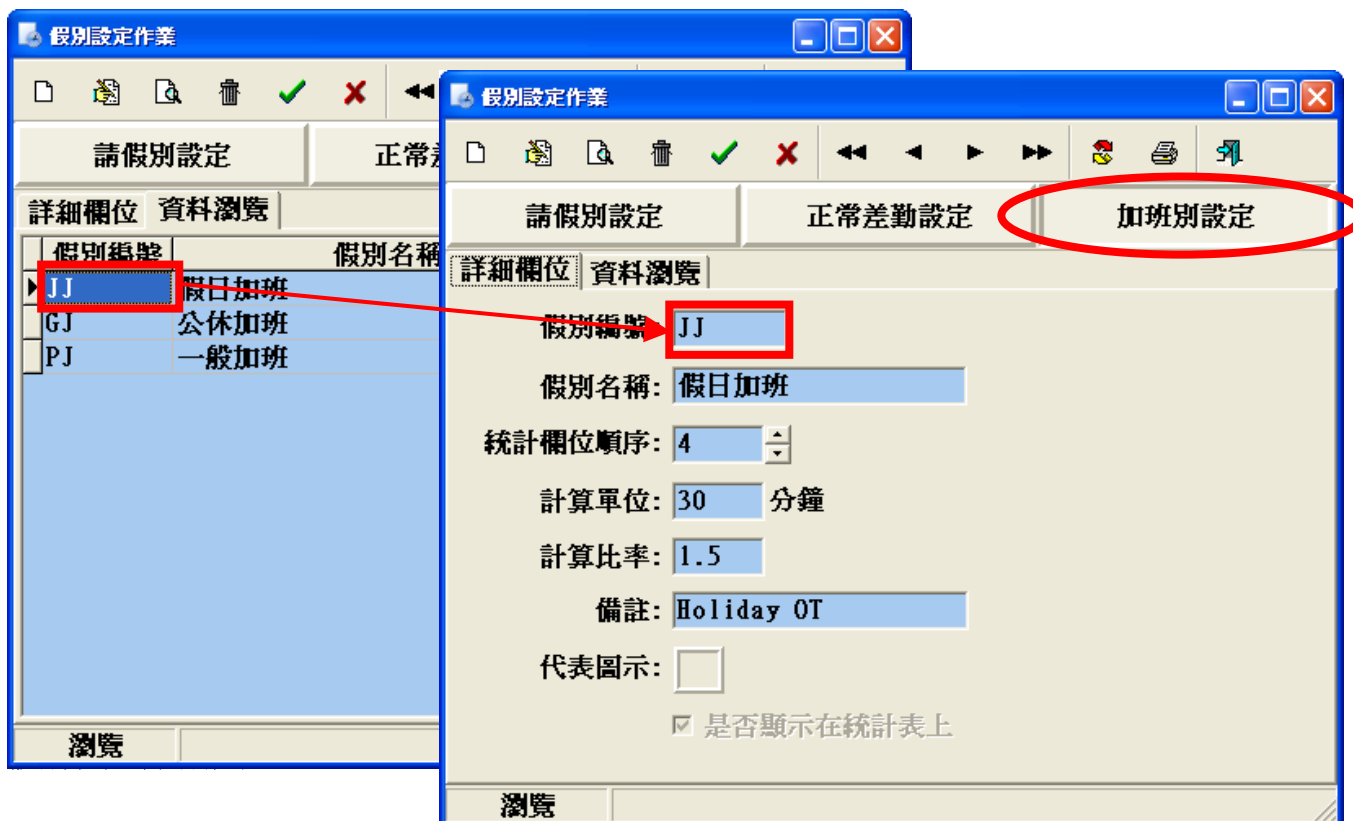 假別設定作業
請假別設定
正常差
詳細欄位 資料瀏覽
假別編號 假別名稱
JJ 假日加班
GJ 公休加班
PJ 一般加班
瀏覽
假別設定作業
請假別設定 正常差勤設定 加班別設定
詳細欄位 資料瀏覽
假別編號: JJ
假別名稱: 假日加班
統計欄位順序: 4
計算單位: 30 分鐘
計算比率: 1.5
備註: Holiday OT
代表圖示:
是否顯示在統計表上
瀏覽